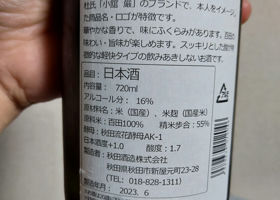 杜氏「小舘 巌」のブランドで、本人をイメージ
た商品名・ロゴが特徴です。
華やかな香りで、味にふくらみがあります。
味わい・旨味が楽しめます。スッキリとした
的な軽快タイプの飲みあきしないお酒です。
品目：日本酒
内容量：720ml
アルコール分： 16%
原材料：米（国産）、米麹（国産米）
原料米：百田100% 精米歩合：55%
酵母：秋田流花酵母AK-1
日本酒度+1.0 酸度：1.7
製造者：秋田酒造株式会社
秋田県秋田市新屋元町23-28
(TEL) 018-828-1311)
製造年月： 2023. 6